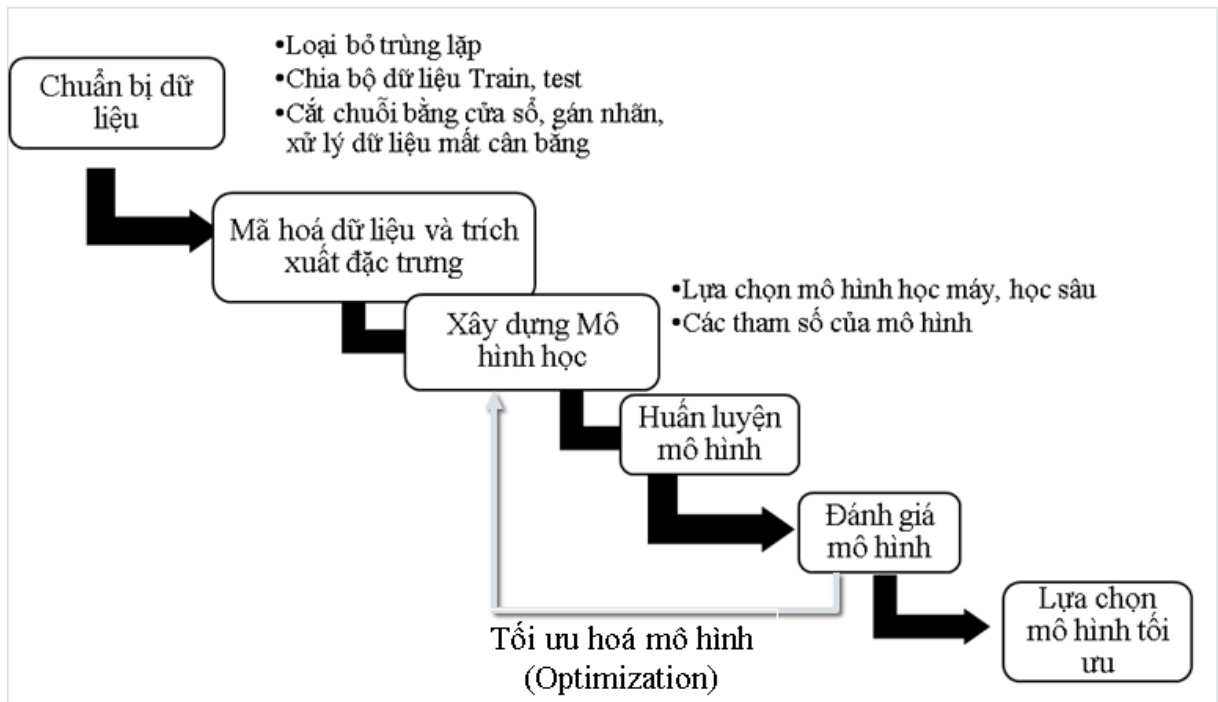 Chuẩn bị dữ
liệu
•Loại bỏ trùng lặp
•Chia bộ dữ liệu Train, test
•Cắt chuỗi bằng cửa sổ, gán nhãn,
xử lý dữ liệu mất cân bằng
Mã hoá dữ liệu và trích
xuất đặc trưng
Xây dựng Mô
hình học
•Lựa chọn mô hình học máy, học sâu
•Các tham số của mô hình
Huấn luyện
mô hình
Đánh giá
mô hình
Lựa chọn
mô hình tối
ưu
Tối ưu hoá mô hình
(Optimization)